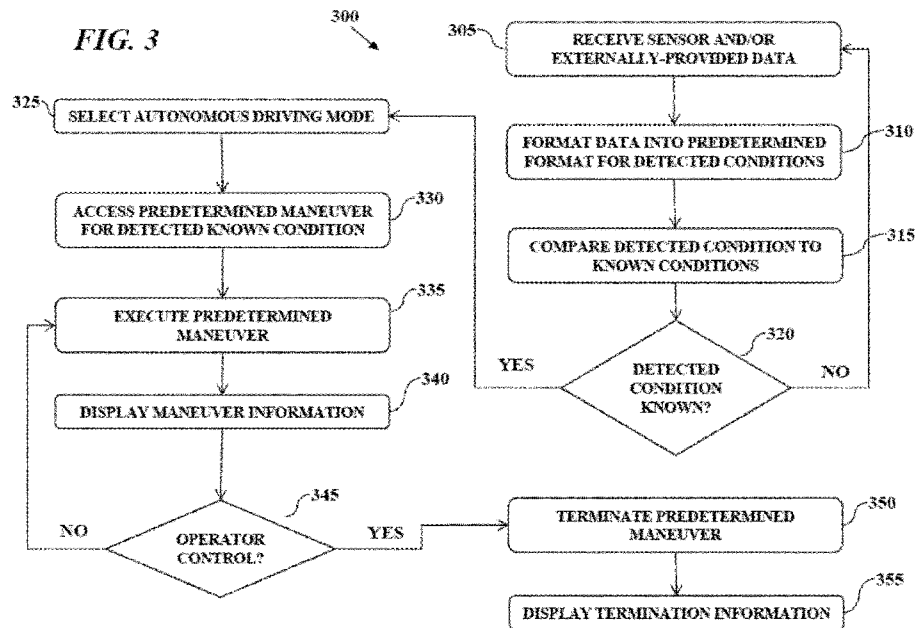 FIG. 3
300
305
RECEIVE SENSOR AND/OR
EXTERNALLY-PROVIDED DATA
310
FORMAT DATA INTO PREDETERMINED
FORMAT FOR DETECTED CONDITIONS
315
COMPARE DETECTED CONDITION TO
KNOWN CONDITIONS
320
DETECTED
CONDITION
KNOWN?
YES
NO
325
SELECT AUTONOMOUS DRIVING MODE
330
ACCESS PREDETERMINED MANEUVER
FOR DETECTED KNOWN CONDITION
335
EXECUTE PREDETERMINED
MANEUVER
340
DISPLAY MANEUVER INFORMATION
345
OPERATOR
CONTROL?
NO
YES
350
TERMINATE PREDETERMINED
MANEUVER
355
DISPLAY TERMINATION INFORMATION